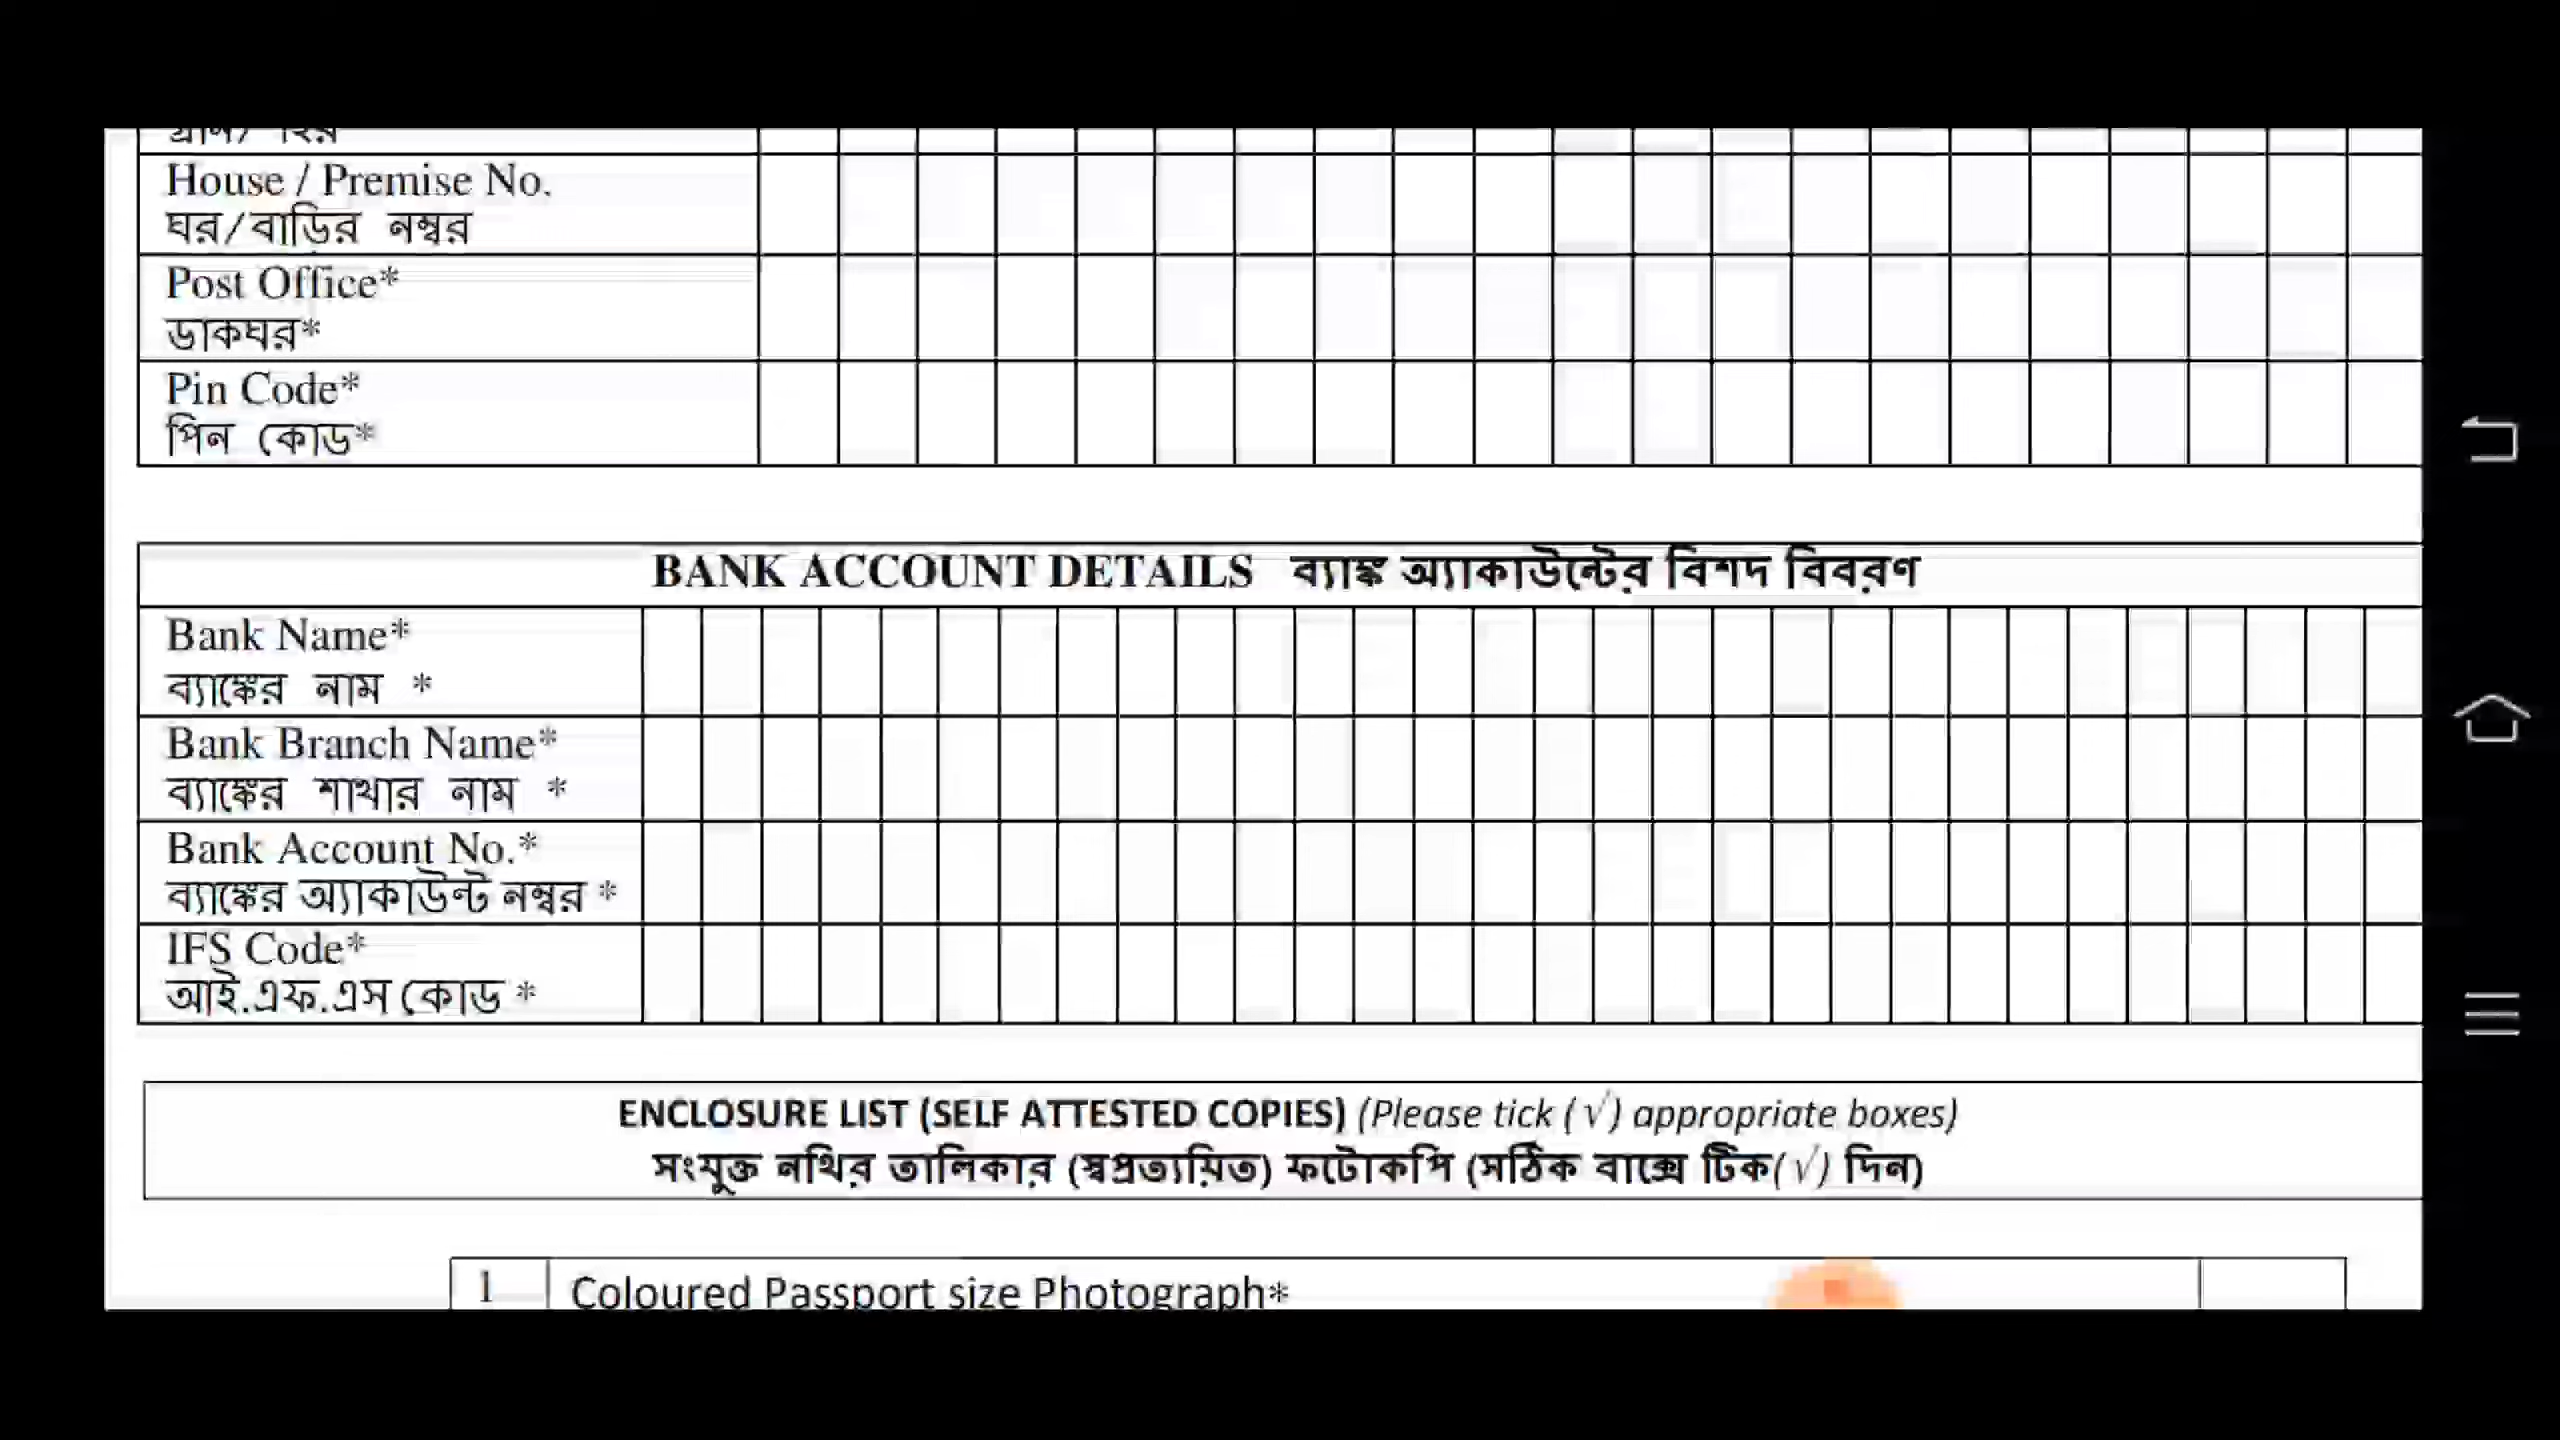 House / Premise No.
ঘর/বাড়ির নম্বর
Post Office*
ডাকঘর*
Pin Code*
পিন কোড*
BANK ACCOUNT DETAILS ব্যাঙ্ক অ্যাকাউন্টের বিশদ বিবরণ
Bank Name*
ব্যাঙ্কের নাম *
Bank Branch Name*
ব্যাঙ্কের শাখার নাম *
Bank Account No.*
ব্যাঙ্কের অ্যাকাউন্ট নম্বর *
IFS Code*
আই.এফ.এস কোড *
ENCLOSURE LIST (SELF ATTESTED COPIES) (Please tick (√) appropriate boxes)
সংযুক্ত নথির তালিকার (স্বপ্রত্যয়িত) ফটোকপি (সঠিক বাক্সে টিক(√) দিন)
1 Coloured Passport size Photograph*